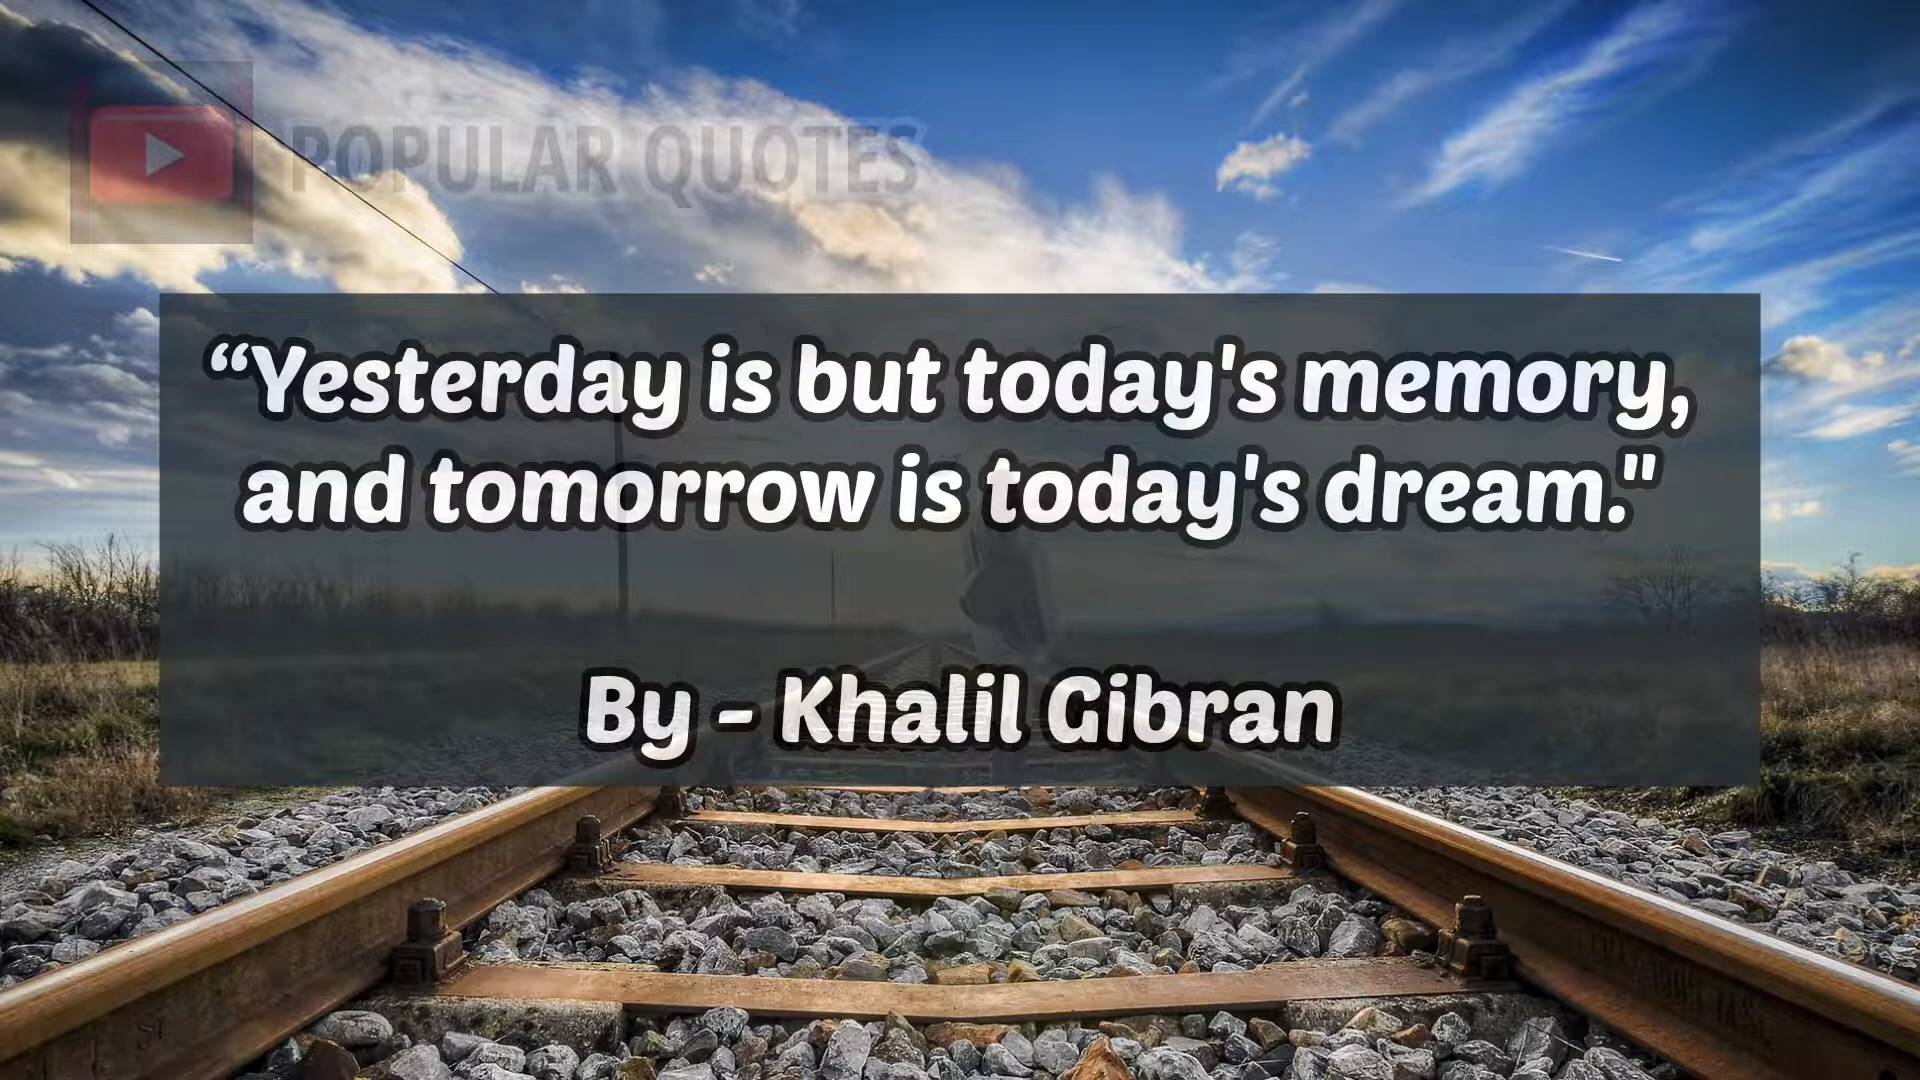 POPULAR QUOTES
“Yesterday is but today's memory,
and tomorrow is today's dream."
By - Khalil Gibran